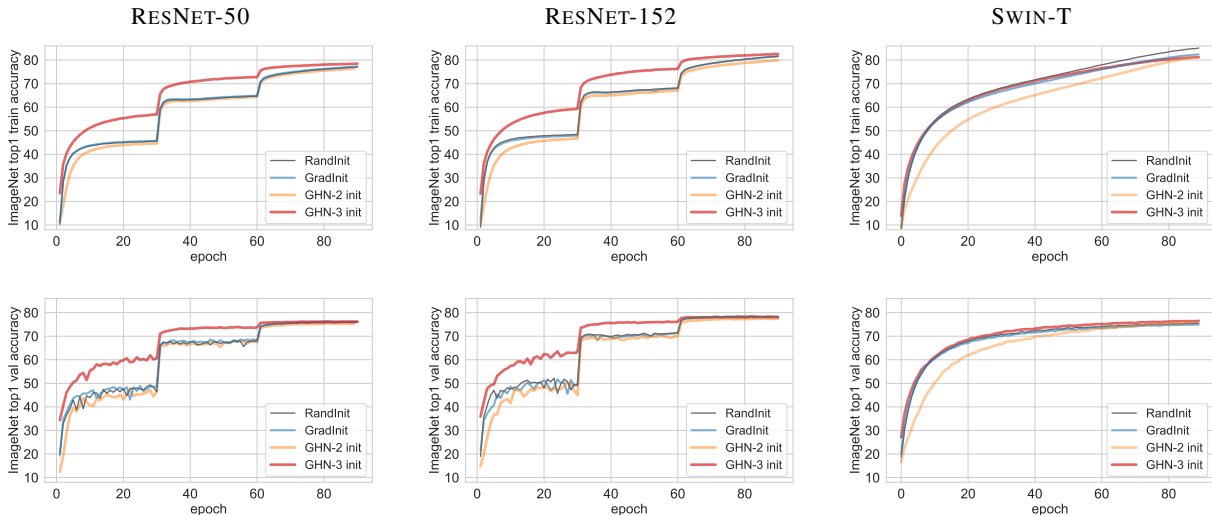 RESNET-50
RESNET-152
SWIN-T
ImageNet top1 train accuracy
80
70
60
50
40
30
20
10
0
20
40
60
80
epoch
RandInit
GradInit
GHN-2 init
GHN-3 init
ImageNet top1 train accuracy
80
70
60
50
40
30
20
10
0
20
40
60
80
epoch
RandInit
GradInit
GHN-2 init
GHN-3 init
ImageNet top1 train accuracy
80
70
60
50
40
30
20
10
0
20
40
60
80
epoch
RandInit
GradInit
GHN-2 init
GHN-3 init
ImageNet top1 val accuracy
80
70
60
50
40
30
20
10
0
20
40
60
80
epoch
RandInit
GradInit
GHN-2 init
GHN-3 init
ImageNet top1 val accuracy
80
70
60
50
40
30
20
10
0
20
40
60
80
epoch
RandInit
GradInit
GHN-2 init
GHN-3 init
ImageNet top1 val accuracy
80
70
60
50
40
30
20
10
0
20
40
60
80
epoch
RandInit
GradInit
GHN-2 init
GHN-3 init